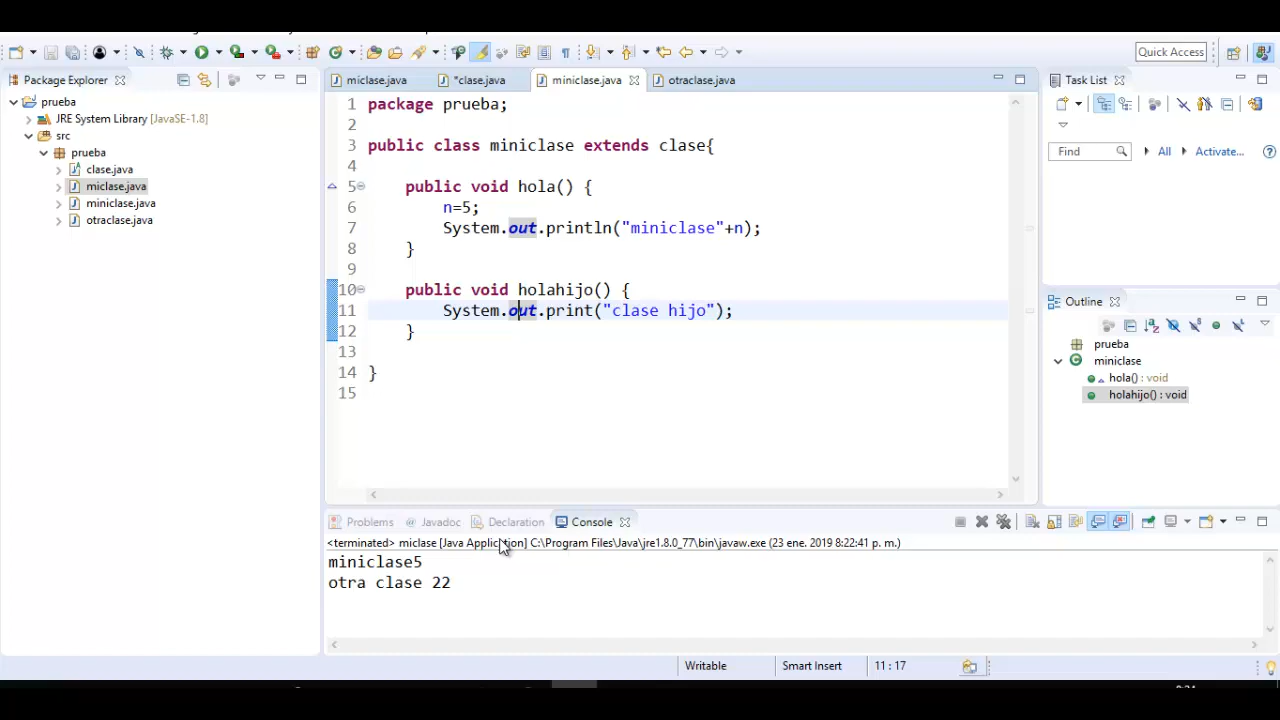 Quick Access
Package Explorer
prueba
JRE System Library [JavaSE-1.8]
src
prueba
clase.java
miclase.java
miniclase.java
otraclase.java
miclase.java
*clase.java
miniclase.java
otraclase.java
1 package prueba;
2
3 public class miniclase extends clase{
4
5 public void hola() {
6 n=5;
7 System.out.println("miniclase"+n);
8 }
9
10 public void holahijo() {
11 System.out.print("clase hijo");
12 }
13
14 }
15
Task List
Find
All
Activate...
Outline
prueba
miniclase
hola() : void
holahijo() : void
Problems
@ Javadoc
Declaration
Console
<terminated> miclase [Java Application] C:\Program Files\Java\jre1.8.0_77\bin\javaw.exe (23 ene. 2019 8:22:41 p. m.)
miniclase5
otra clase 22
Writable
Smart Insert
11 : 17